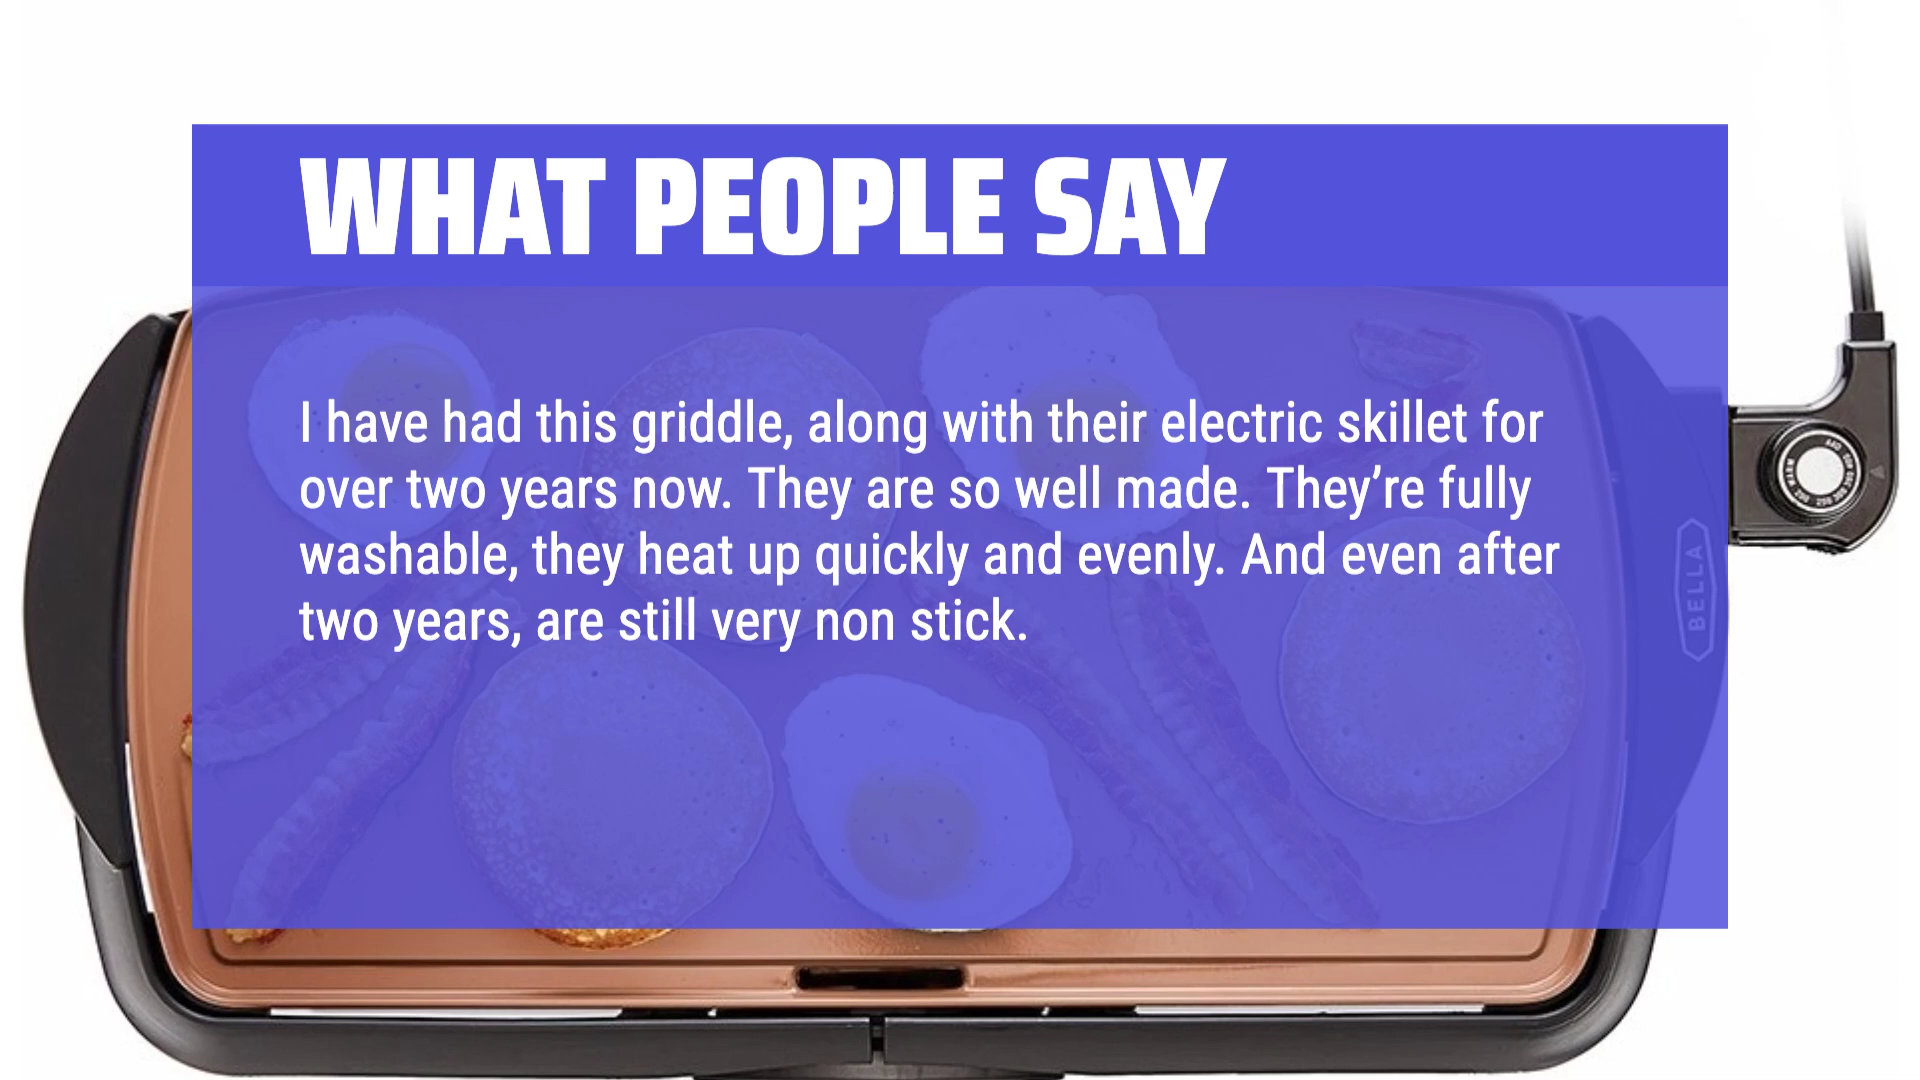 WHAT PEOPLE SAY
I have had this griddle, along with their electric skillet for
over two years now. They are so well made. They’re fully
washable, they heat up quickly and evenly. And even after
two years, are still very non stick.
BELLA